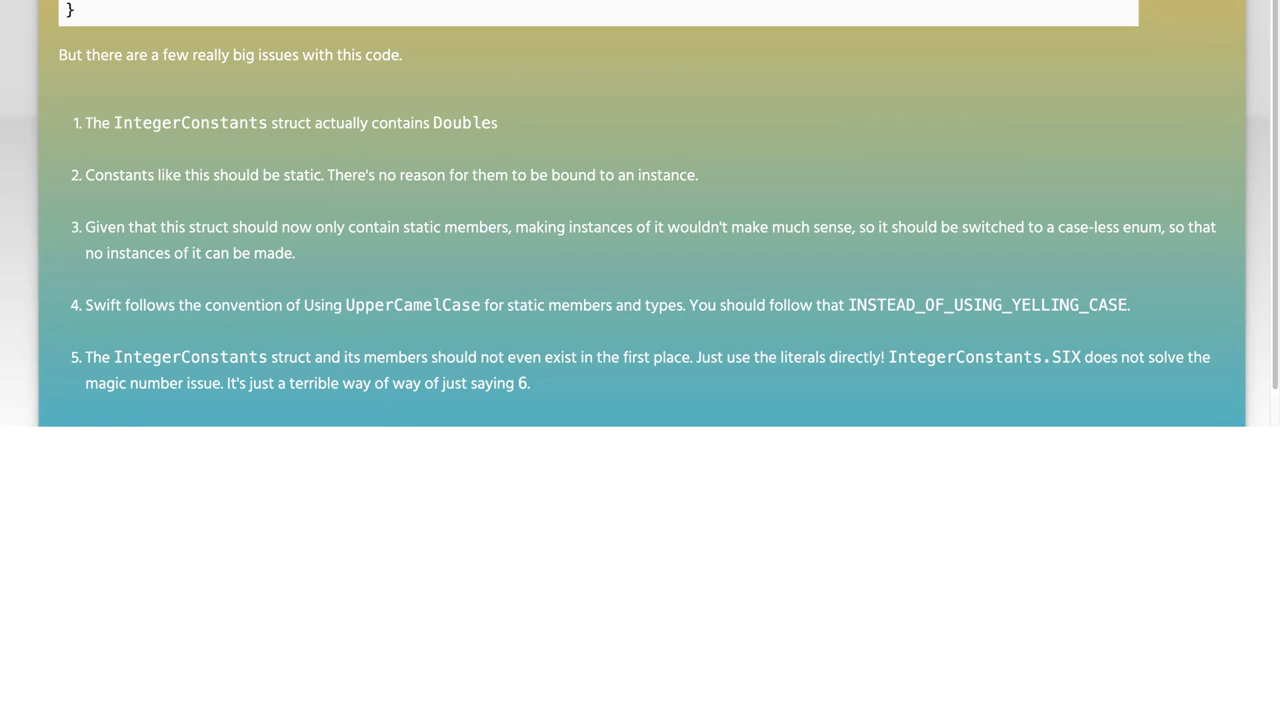 }
But there are a few really big issues with this code.
1. The IntegerConstants struct actually contains Doubles
2. Constants like this should be static. There's no reason for them to be bound to an instance.
3. Given that this struct should now only contain static members, making instances of it wouldn't make much sense, so it should be switched to a case-less enum, so that
no instances of it can be made.
4. Swift follows the convention of Using UpperCamelCase for static members and types. You should follow that INSTEAD_OF_USING_YELLING_CASE.
5. The IntegerConstants struct and its members should not even exist in the first place. Just use the literals directly! IntegerConstants.SIX does not solve the
magic number issue. It's just a terrible way of way of just saying 6.